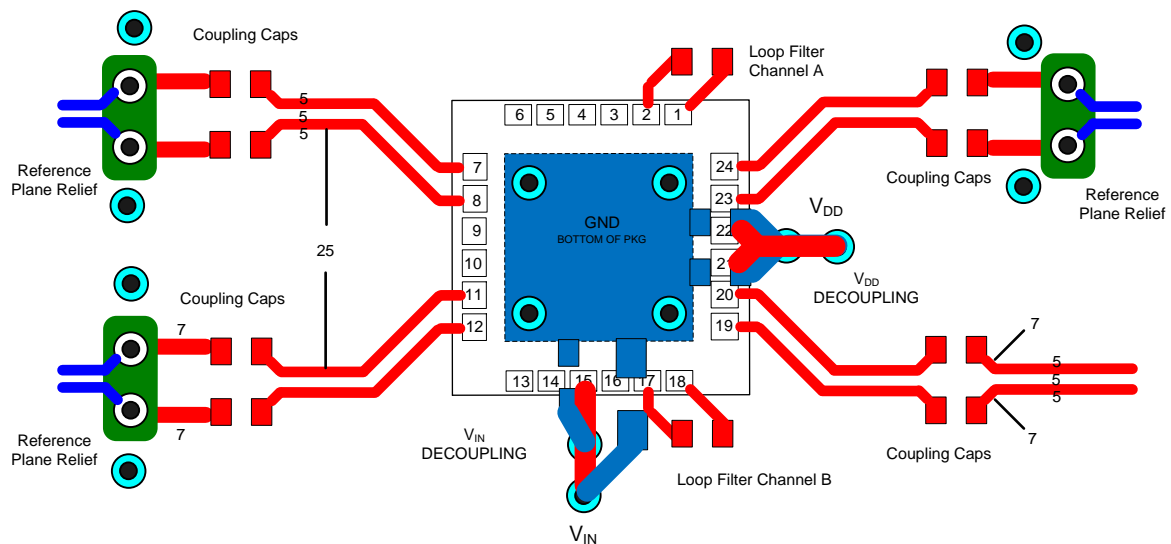 Coupling Caps
Loop Filter
Channel A
6 5 4 3 2 1
5
5
5
7
8
9
10
11
12
24
23
22
21
20
19
Reference
Plane Relief
Coupling Caps
Reference
Plane Relief
GND
BOTTOM OF PKG
VDD
VDD
DECOUPLING
25
Coupling Caps
7
7
Reference
Plane Relief
13 14 15 16 17 18
VIN
DECOUPLING
VIN
Loop Filter Channel B
7
5
5
5
7
Coupling Caps